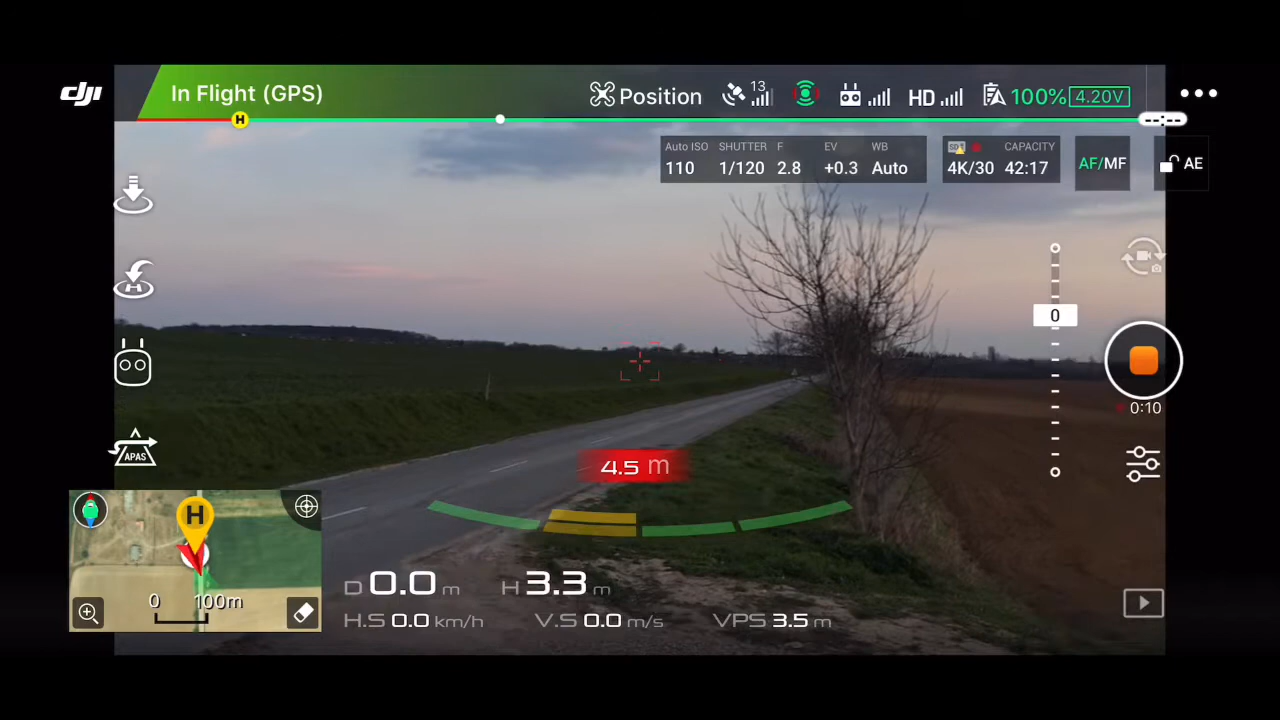 dji
In Flight (GPS)
Position
13
HD
100%
4.20V
H
--:--
Auto ISO SHUTTER F EV WB
110 1/120 2.8 +0.3 Auto
CAPACITY
4K/30 42:17
AF/MF
AE
H
0
0:10
APAS
4.5 m
H
0 100m
D 0.0 m H 3.3 m
H.S 0.0 km/h V.S 0.0 m/s VPS 3.5 m